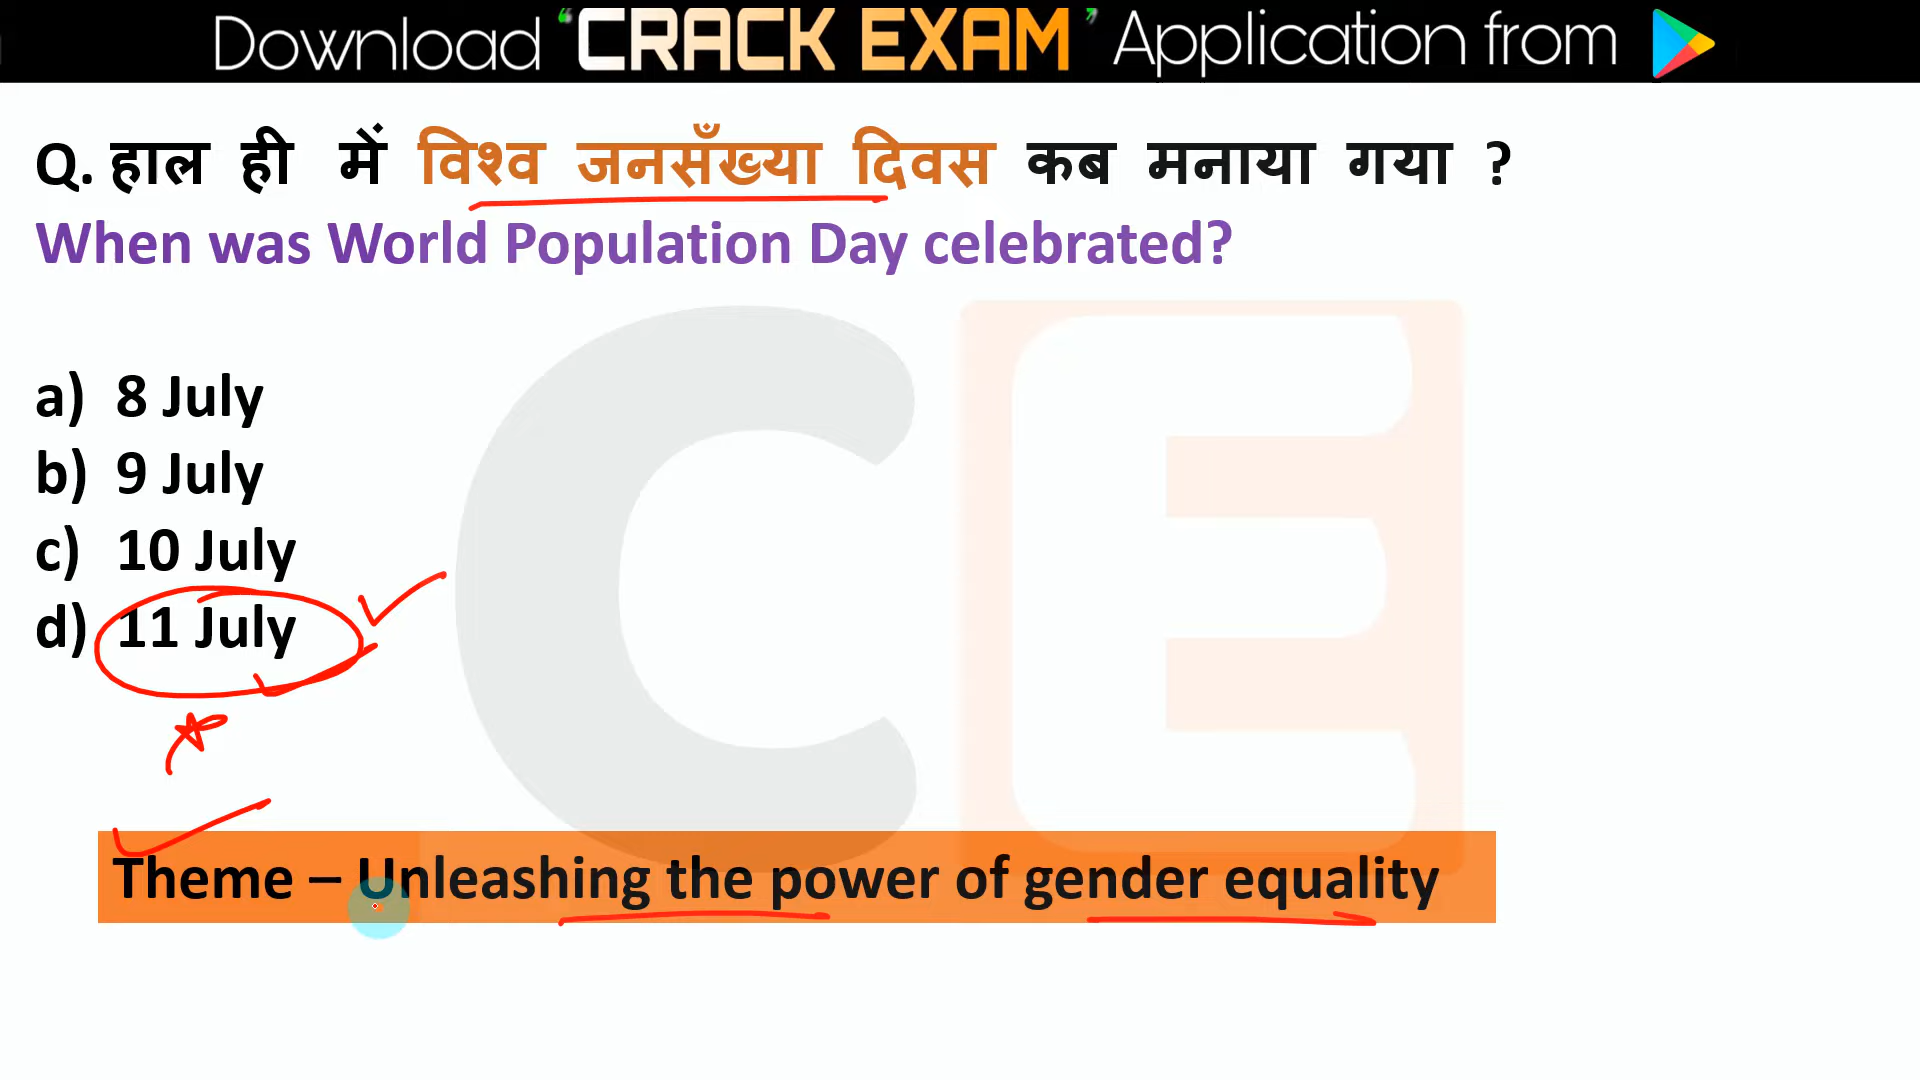 Download "CRACK EXAM" Application from
Q. हाल ही में विश्व जनसँख्या दिवस कब मनाया गया ?
When was World Population Day celebrated?
a) 8 July
b) 9 July
c) 10 July
d) 11 July
Theme – Unleashing the power of gender equality
CE